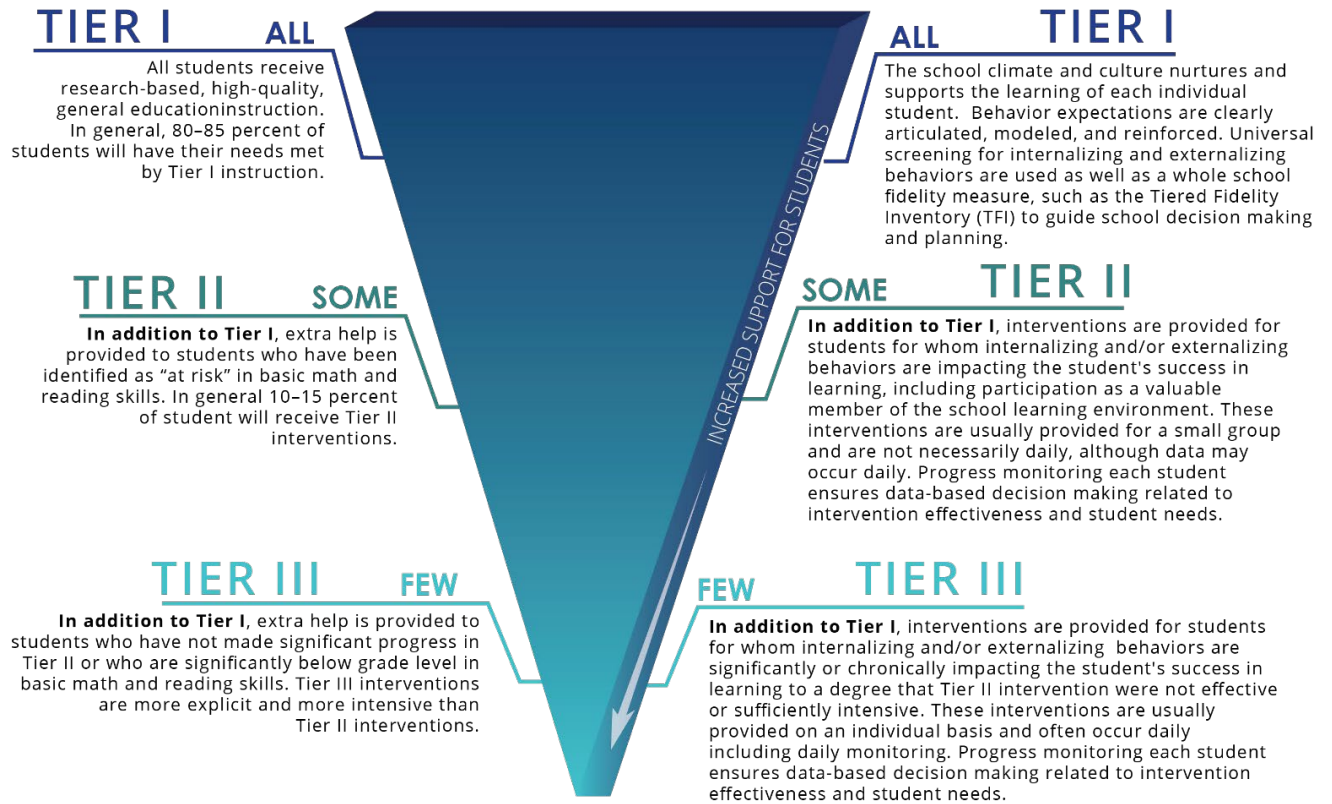 TIER I ALL
All students receive
research-based, high-quality,
general educationinstruction.
In general, 80–85 percent of
students will have their needs met
by Tier I instruction.
TIER II SOME
In addition to Tier I, extra help is
provided to students who have been
identified as “at risk” in basic math and
reading skills. In general 10–15 percent
of student will receive Tier II
interventions.
TIER III FEW
In addition to Tier I, extra help is provided to
students who have not made significant progress in
Tier II or who are significantly below grade level in
basic math and reading skills. Tier III interventions
are more explicit and more intensive than
Tier II interventions.
INCREASED SUPPORT FOR STUDENTS
ALL TIER I
The school climate and culture nurtures and
supports the learning of each individual
student.  Behavior expectations are clearly
articulated, modeled, and reinforced. Universal
screening for internalizing and externalizing
behaviors are used as well as a whole school
fidelity measure, such as the Tiered Fidelity
Inventory (TFI) to guide school decision making
and planning.
SOME TIER II
In addition to Tier I, interventions are provided for
students for whom internalizing and/or externalizing
behaviors are impacting the student's success in
learning, including participation as a valuable
member of the school learning environment. These
interventions are usually provided for a small group
and are not necessarily daily, although data may
occur daily. Progress monitoring each student
ensures data-based decision making related to
intervention effectiveness and student needs.
FEW TIER III
In addition to Tier I, interventions are provided for students
for whom internalizing and/or externalizing  behaviors are
significantly or chronically impacting the student's success in
learning to a degree that Tier II intervention were not effective
or sufficiently intensive. These interventions are usually
provided on an individual basis and often occur daily
including daily monitoring. Progress monitoring each student
ensures data-based decision making related to intervention
effectiveness and student needs.